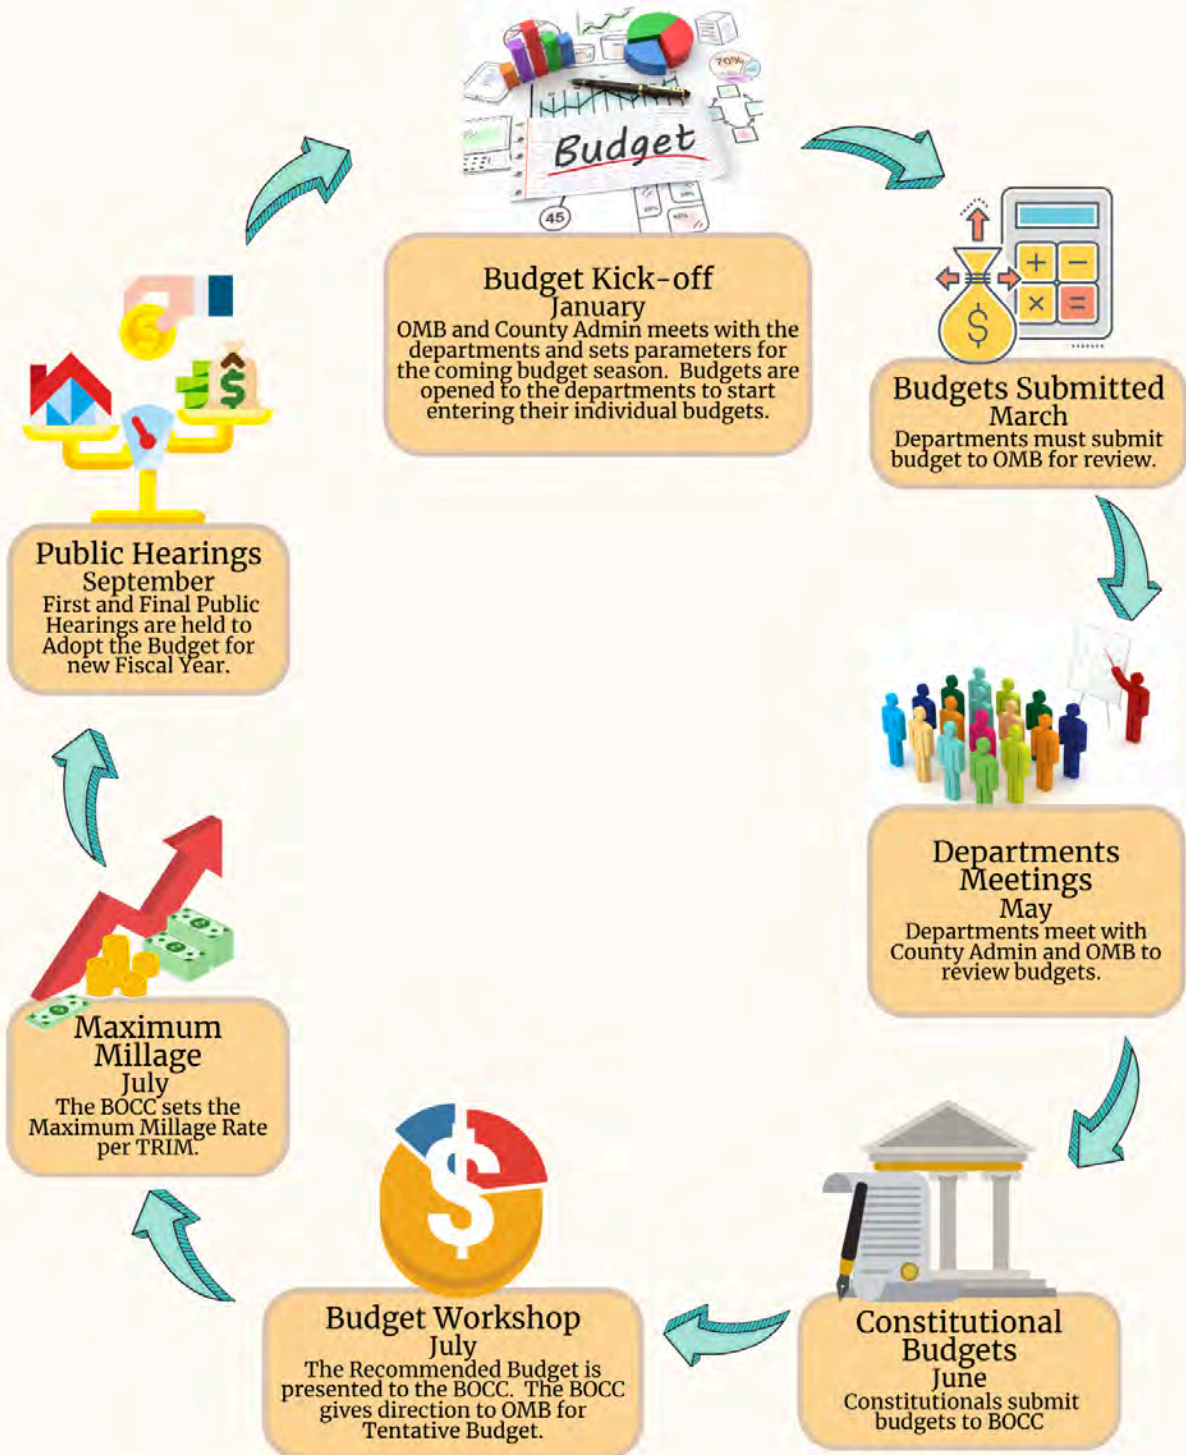 Budget
70%
45
Budget Kick-off
January
OMB and County Admin meets with the
departments and sets parameters for
the coming budget season.  Budgets are
opened to the departments to start
entering their individual budgets.
Budgets Submitted
March
Departments must submit
budget to OMB for review.
Departments
Meetings
May
Departments meet with
County Admin and OMB to
review budgets.
Constitutional
Budgets
June
Constitutionals submit
budgets to BOCC
Budget Workshop
July
The Recommended Budget is
presented to the BOCC.  The BOCC
gives direction to OMB for
Tentative Budget.
Maximum
Millage
July
The BOCC sets the
Maximum Millage Rate
per TRIM.
Public Hearings
September
First and Final Public
Hearings are held to
Adopt the Budget for
new Fiscal Year.